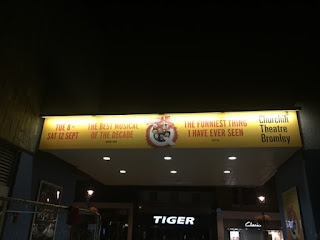 TUE 8 -
SAT 12 SEPT
THE BEST MUSICAL
OF THE DECADE
THE FUNNIEST THING
I HAVE EVER SEEN
Churchill
Theatre
Bromley
TIGER
Clarks